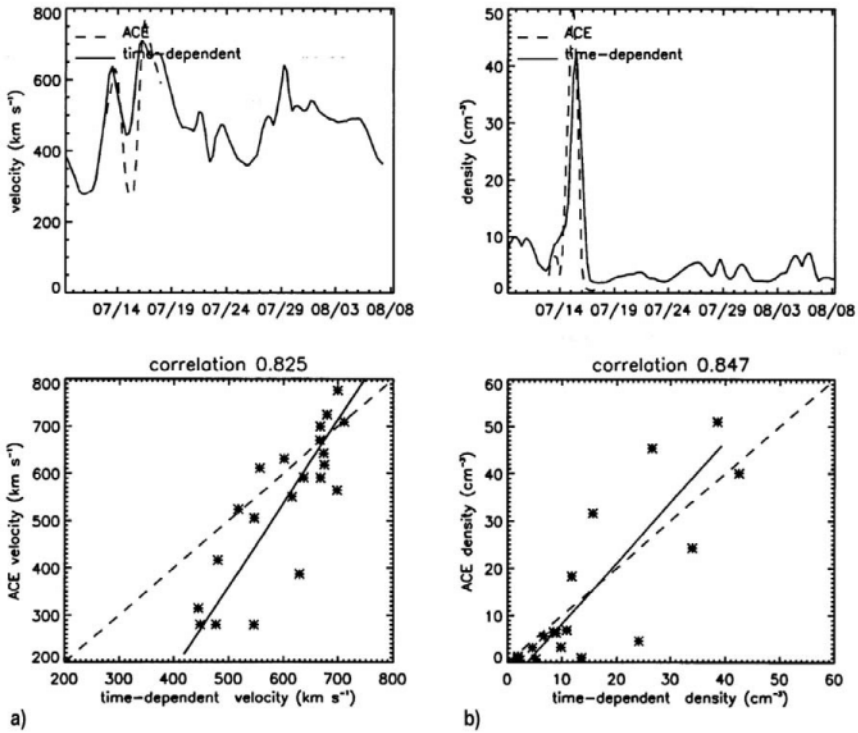 800
600
400
200
0
velocity (km s⁻¹)
ACE
time-dependent
07/14 07/19 07/24 07/29 08/03 08/08
50
40
30
20
10
0
density (cm⁻³)
ACE
time-dependent
07/14 07/19 07/24 07/29 08/03 08/08
correlation 0.825
800
700
600
500
400
300
200
ACE velocity (km s⁻¹)
200 300 400 500 600 700 800
time-dependent velocity (km s⁻¹)
a)
correlation 0.847
60
50
40
30
20
10
0
ACE density (cm⁻³)
0 10 20 30 40 50 60
time-dependent density (cm⁻³)
b)